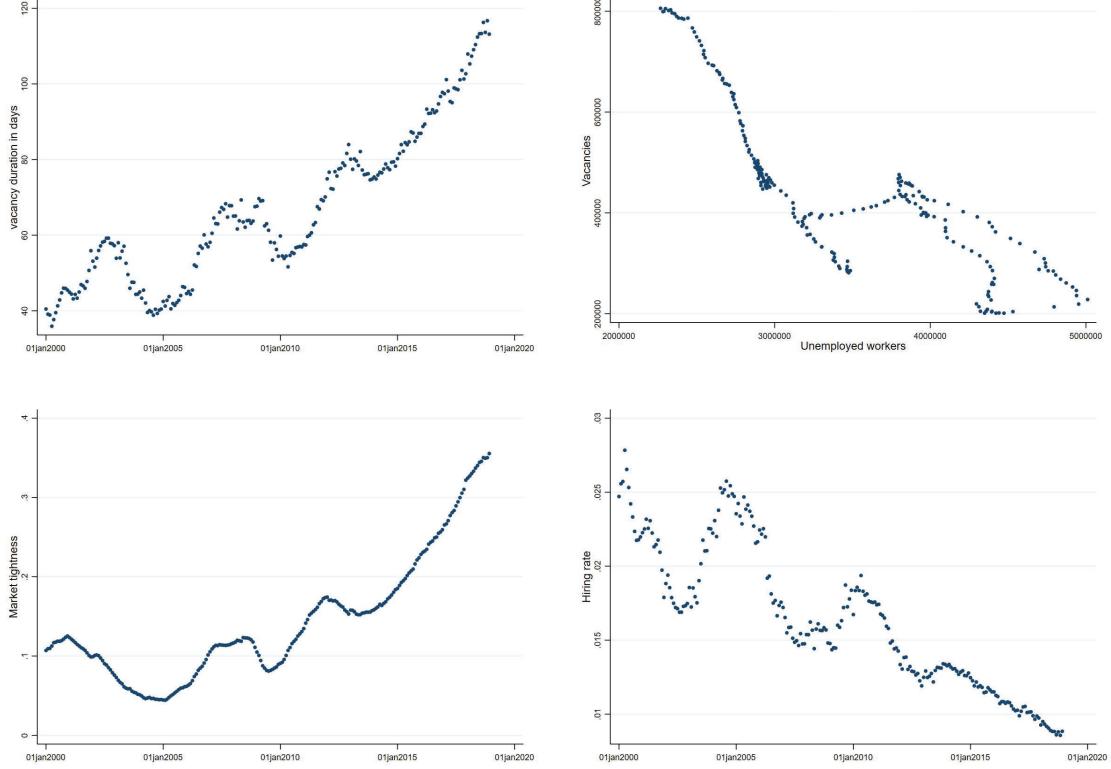 vacancy duration in days
120
100
80
60
40
01jan2000 01jan2005 01jan2010 01jan2015 01jan2020
Vacancies
800000
600000
400000
200000
2000000 3000000 4000000 5000000
Unemployed workers
Market tightness
.4
.3
.2
.1
0
01jan2000 01jan2005 01jan2010 01jan2015 01jan2020
Hiring rate
.03
.025
.02
.015
.01
01jan2000 01jan2005 01jan2010 01jan2015 01jan2020